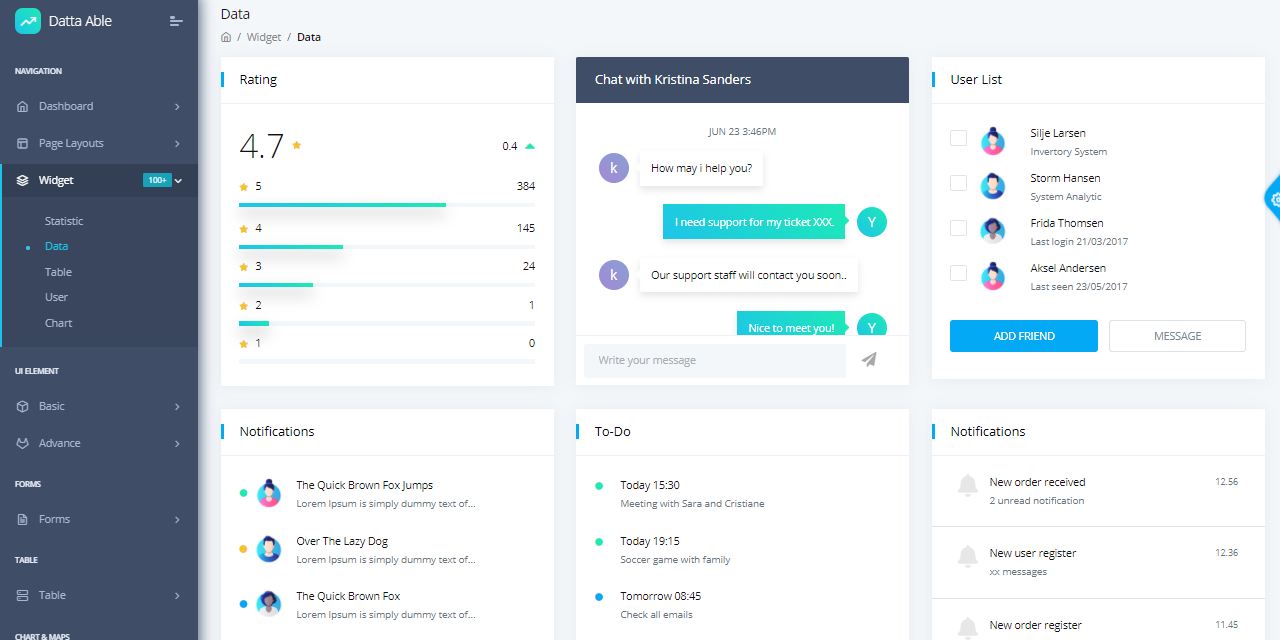 Datta Able
NAVIGATION
Dashboard
Page Layouts
Widget 100+
Statistic
Data
Table
User
Chart
UI ELEMENT
Basic
Advance
FORMS
Forms
TABLE
Table
CHART & MAPS
Data
/ Widget / Data
Rating
4.7 0.4
5 384
4 145
3 24
2 1
1 0
Chat with Kristina Sanders
JUN 23 3:46PM
k How may i help you?
I need support for my ticket XXX. Y
k Our support staff will contact you soon..
Nice to meet you! Y
Write your message
User List
Silje Larsen
Invertory System
Storm Hansen
System Analytic
Frida Thomsen
Last login 21/03/2017
Aksel Andersen
Last seen 23/05/2017
ADD FRIEND MESSAGE
Notifications
The Quick Brown Fox Jumps
Lorem Ipsum is simply dummy text of...
Over The Lazy Dog
Lorem Ipsum is simply dummy text of...
The Quick Brown Fox
Lorem Ipsum is simply dummy text of...
To-Do
Today 15:30
Meeting with Sara and Cristiane
Today 19:15
Soccer game with family
Tomorrow 08:45
Check all emails
Notifications
New order received 12.56
2 unread notification
New user register 12.36
xx messages
New order register 11.45